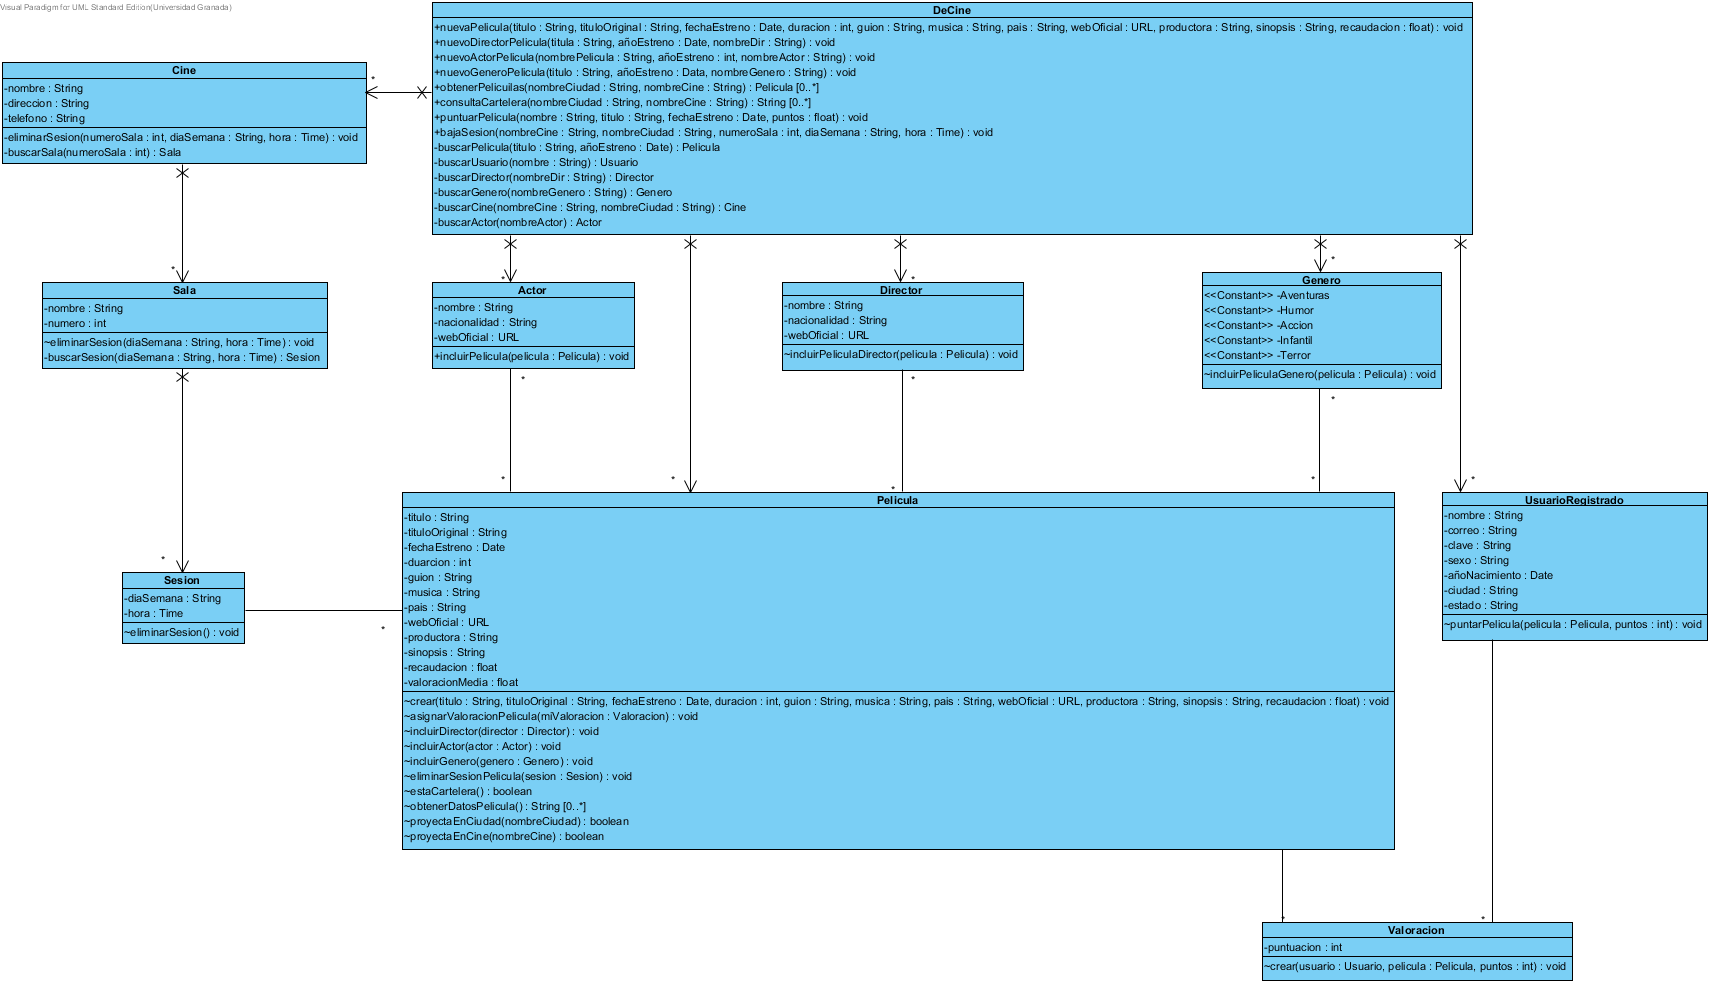 Visual Paradigm for UML Standard Edition(Universidad Granada)
DeCine
+nuevaPelicula(titulo : String, tituloOriginal : String, fechaEstreno : Date, duracion : int, guion : String, musica : String, pais : String, webOficial : URL, productora : String, sinopsis : String, recaudacion : float) : void
+nuevoDirectorPelicula(titula : String, añoEstreno : Date, nombreDir : String) : void
+nuevoActorPelicula(nombrePelicula : String, añoEstreno : int, nombreActor : String) : void
+nuevoGeneroPelicula(titulo : String, añoEstreno : Data, nombreGenero : String) : void
+obtenerPelicuilas(nombreCiudad : String, nombreCine : String) : Pelicula [0..*]
+consultaCartelera(nombreCiudad : String, nombreCine : String) : String [0..*]
+puntuarPelicula(nombre : String, titulo : String, fechaEstreno : Date, puntos : float) : void
+bajaSesion(nombreCine : String, nombreCiudad : String, numeroSala : int, diaSemana : String, hora : Time) : void
-buscarPelicula(titulo : String, añoEstreno : Date) : Pelicula
-buscarUsuario(nombre : String) : Usuario
-buscarDirector(nombreDir : String) : Director
-buscarGenero(nombreGenero : String) : Genero
-buscarCine(nombreCine : String, nombreCiudad : String) : Cine
-buscarActor(nombreActor) : Actor
Cine
-nombre : String
-direccion : String
-telefono : String
-eliminarSesion(numeroSala : int, diaSemana : String, hora : Time) : void
-buscarSala(numeroSala : int) : Sala
*
*
Sala
-nombre : String
-numero : int
~eliminarSesion(diaSemana : String, hora : Time) : void
-buscarSesion(diaSemana : String, hora : Time) : Sesion
*
Actor
-nombre : String
-nacionalidad : String
-webOficial : URL
+incluirPelicula(pelicula : Pelicula) : void
*
*
Director
-nombre : String
-nacionalidad : String
-webOficial : URL
~incluirPeliculaDirector(pelicula : Pelicula) : void
*
*
Genero
<<Constant>> -Aventuras
<<Constant>> -Humor
<<Constant>> -Accion
<<Constant>> -Infantil
<<Constant>> -Terror
~incluirPeliculaGenero(pelicula : Pelicula) : void
*
*
*
*
*
*
Pelicula
-titulo : String
-tituloOriginal : String
-fechaEstreno : Date
-duarcion : int
-guion : String
-musica : String
-pais : String
-webOficial : URL
-productora : String
-sinopsis : String
-recaudacion : float
-valoracionMedia : float
~crear(titulo : String, tituloOriginal : String, fechaEstreno : Date, duracion : int, guion : String, musica : String, pais : String, webOficial : URL, productora : String, sinopsis : String, recaudacion : float) : void
~asignarValoracionPelicula(miValoracion : Valoracion) : void
~incluirDirector(director : Director) : void
~incluirActor(actor : Actor) : void
~incluirGenero(genero : Genero) : void
~eliminarSesionPelicula(sesion : Sesion) : void
~estaCartelera() : boolean
~obtenerDatosPelicula() : String [0..*]
~proyectaEnCiudad(nombreCiudad) : boolean
~proyectaEnCine(nombreCine) : boolean
*
UsuarioRegistrado
-nombre : String
-correo : String
-clave : String
-sexo : String
-añoNacimiento : Date
-ciudad : String
-estado : String
~puntarPelicula(pelicula : Pelicula, puntos : int) : void
*
Sesion
-diaSemana : String
-hora : Time
~eliminarSesion() : void
*
*
*
Valoracion
-puntuacion : int
~crear(usuario : Usuario, pelicula : Pelicula, puntos : int) : void